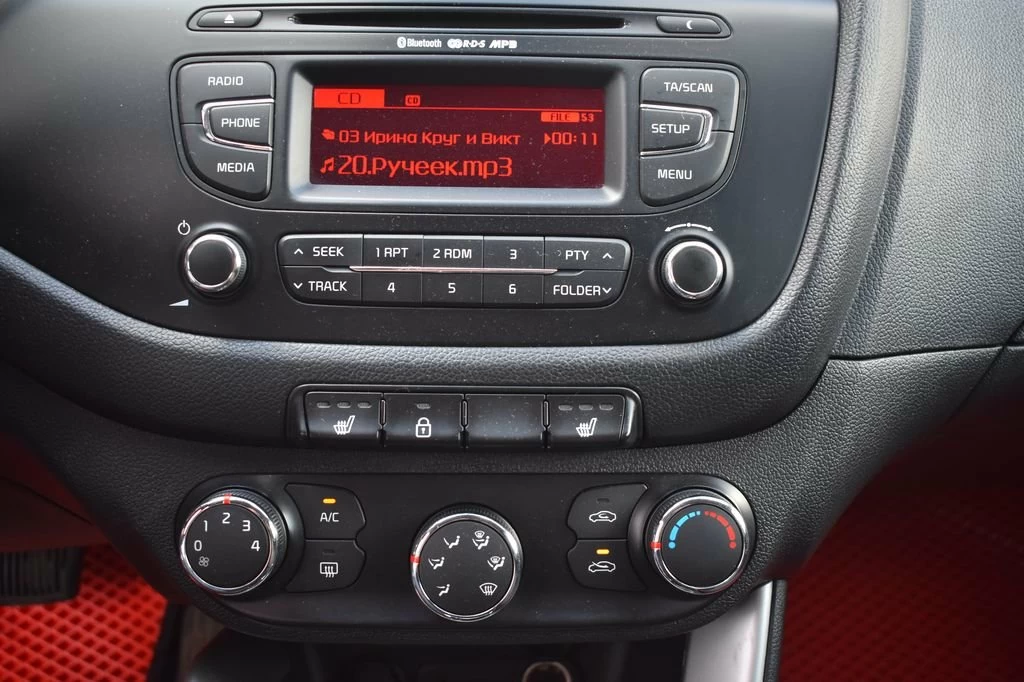 Bluetooth R·D·S MP3
RADIO
PHONE
MEDIA
CD
CD
FILE 53
03 Ирина Круг и Викт 00:11
20.Ручеек.mp3
TA/SCAN
SETUP
MENU
SEEK 1 RPT 2 RDM 3 PTY
TRACK 4 5 6 FOLDER
0 1 2 3 4
A/C